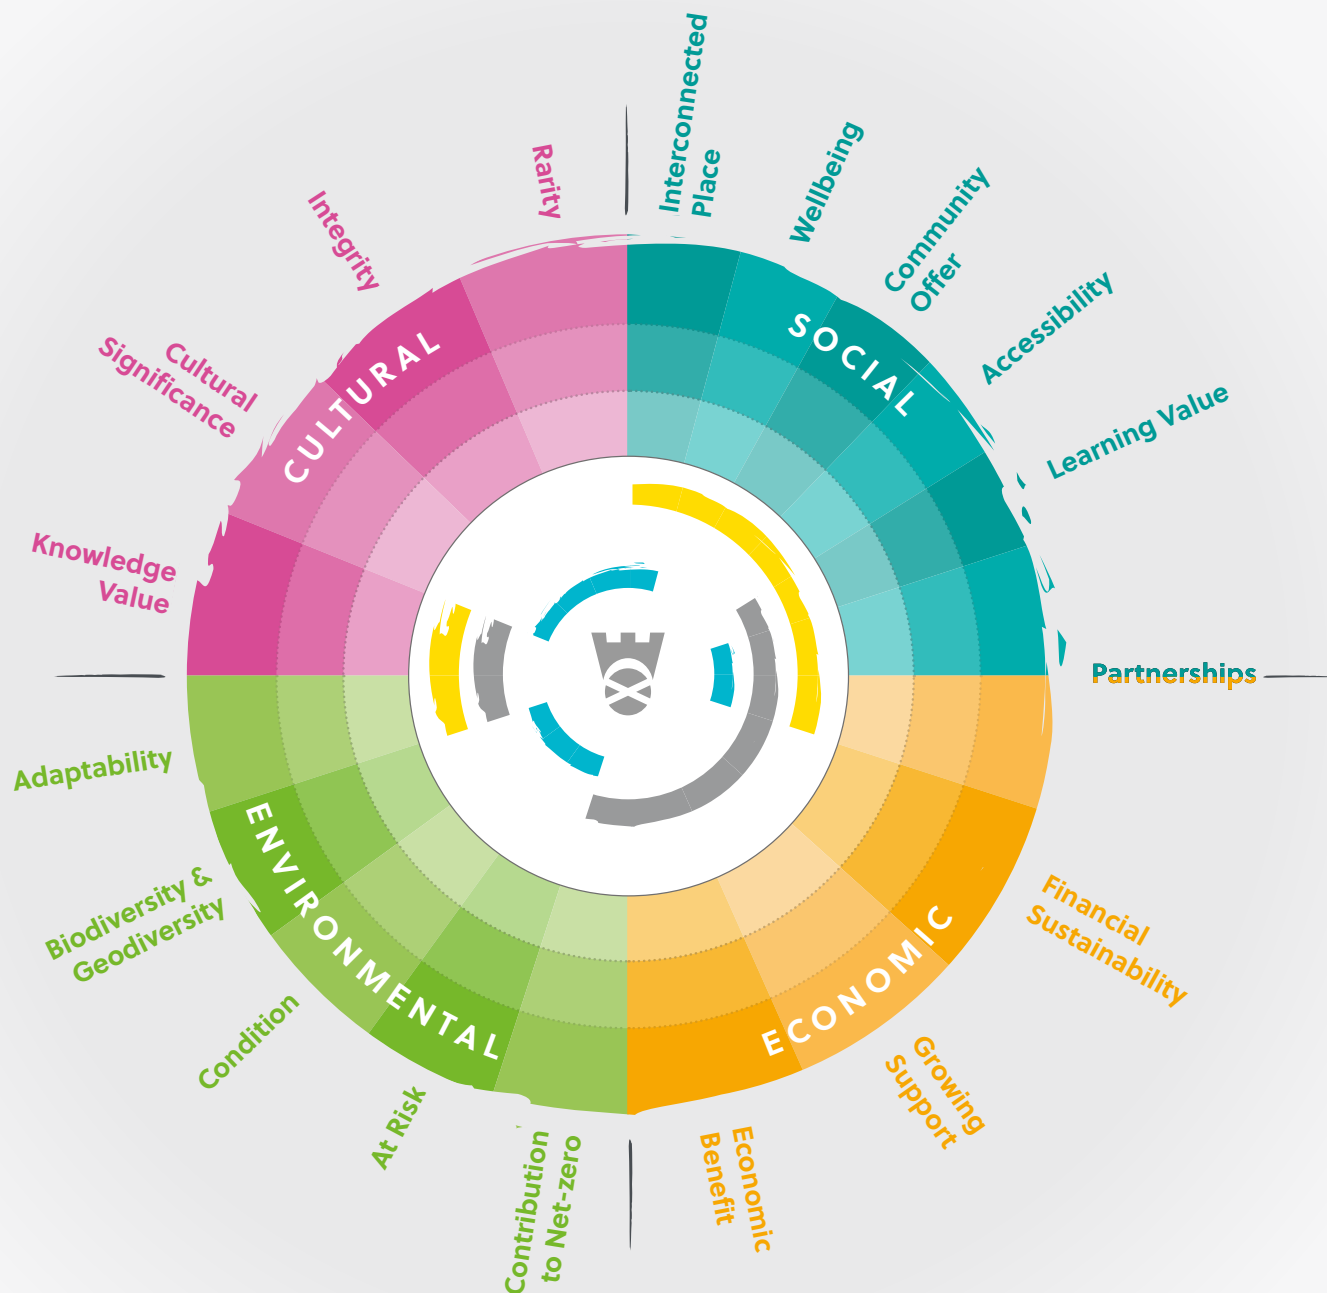 Interconnected
Place
Wellbeing
Community
Offer
Accessibility
Learning Value
Partnerships
Financial
Sustainability
Growing
Support
Economic
Benefit
Contribution
to Net-zero
At Risk
Condition
Biodiversity &
Geodiversity
Adaptability
Knowledge
Value
Cultural
Significance
Integrity
Rarity
CULTURAL
SOCIAL
ENVIRONMENTAL
ECONOMIC